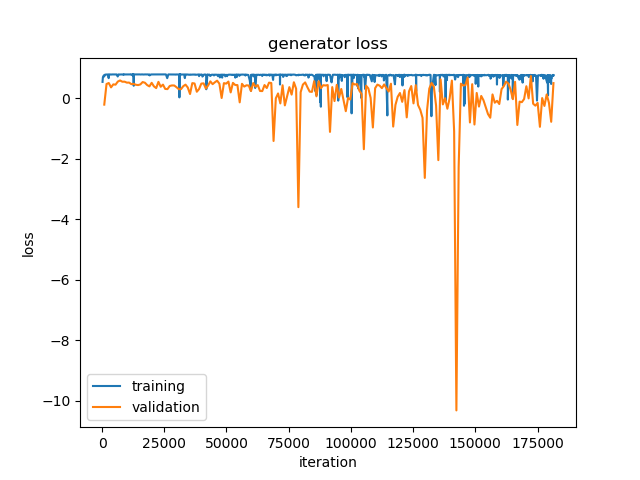 generator loss
0
−2
−4
−6
−8
−10
loss
training
validation
0 25000 50000 75000 100000 125000 150000 175000
iteration